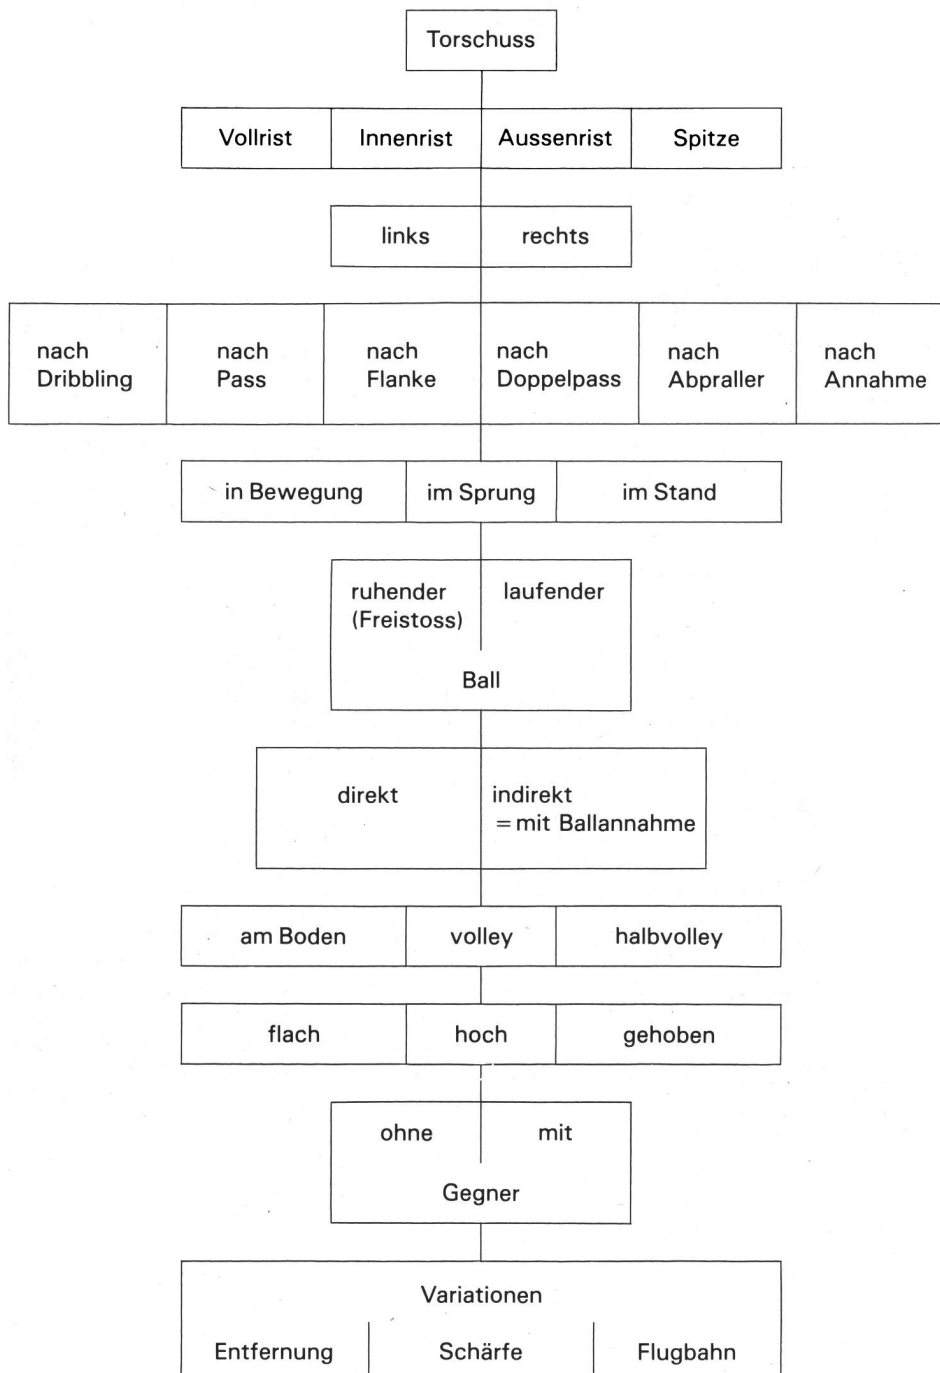 Torschuss
Vollrist Innenrist Aussenrist Spitze
links rechts
nach nach nach nach nach nach
Dribbling Pass Flanke Doppelpass Abpraller Annahme
in Bewegung im Sprung im Stand
ruhender laufender
(Freistoss)
Ball
direkt indirekt
= mit Ballannahme
am Boden volley halbvolley
flach hoch gehoben
ohne mit
Gegner
Variationen
Entfernung Schärfe Flugbahn